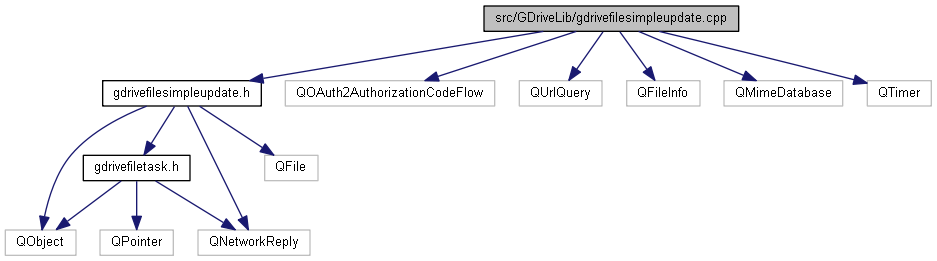 src/GDriveLib/gdrivefilesimpleupdate.cpp
gdrivefilesimpleupdate.h
QOAuth2AuthorizationCodeFlow
QUrlQuery
QFileInfo
QMimeDatabase
QTimer
gdrivefiletask.h
QFile
QObject
QPointer
QNetworkReply